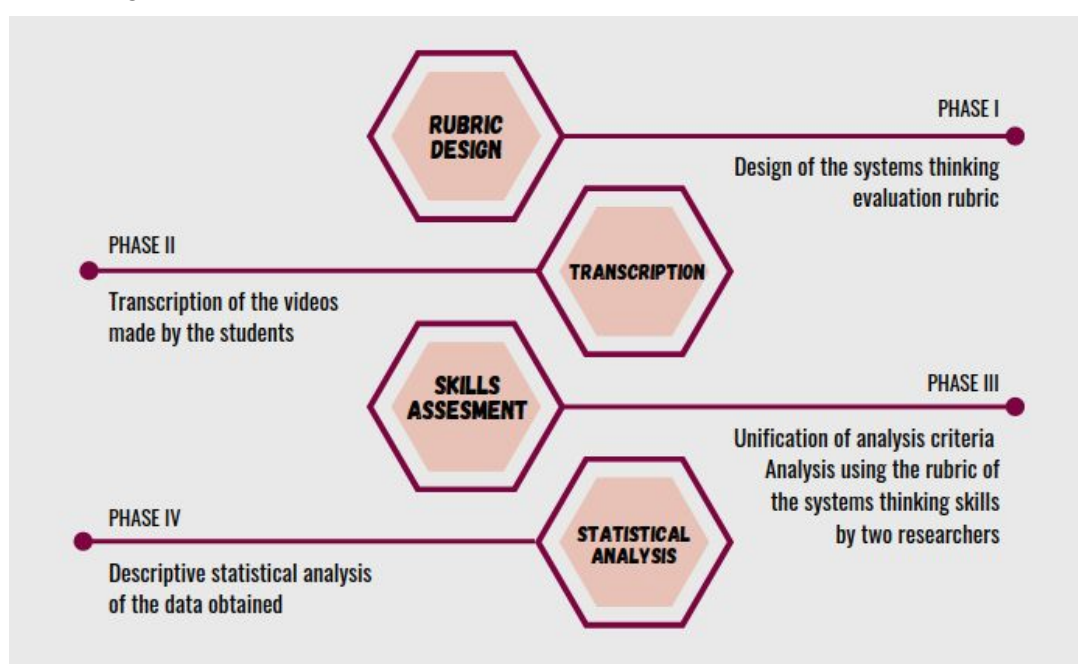 RUBRIC
DESIGN
PHASE I
Design of the systems thinking
evaluation rubric
PHASE II
Transcription of the videos
made by the students
TRANSCRIPTION
SKILLS
ASSESMENT
PHASE III
Unification of analysis criteria
Analysis using the rubric of
the systems thinking skills
by two researchers
PHASE IV
Descriptive statistical analysis
of the data obtained
STATISTICAL
ANALYSIS